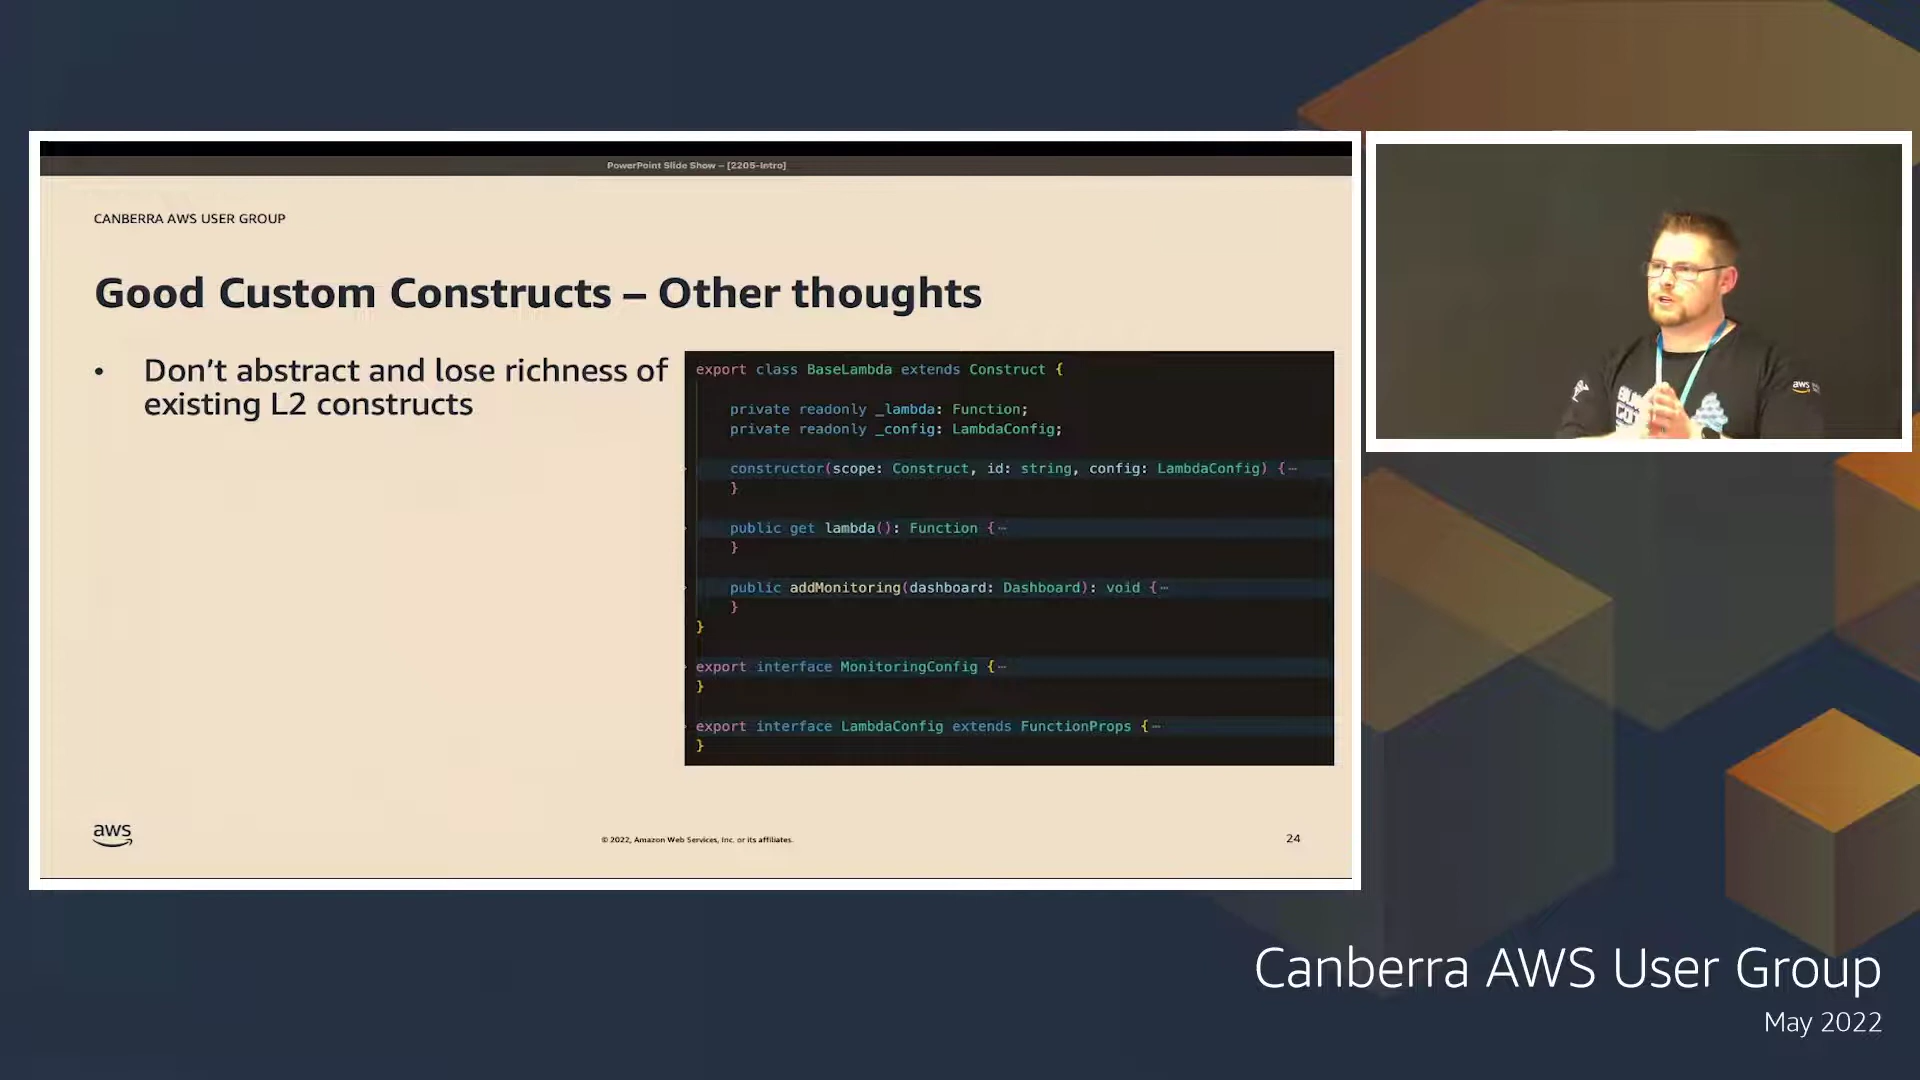 PowerPoint Slide Show – [2205-Intro]
CANBERRA AWS USER GROUP
Good Custom Constructs – Other thoughts
• Don’t abstract and lose richness of
existing L2 constructs
export class BaseLambda extends Construct {
private readonly _lambda: Function;
private readonly _config: LambdaConfig;
constructor(scope: Construct, id: string, config: LambdaConfig) {⋯
}
public get lambda(): Function {⋯
}
public addMonitoring(dashboard: Dashboard): void {⋯
}
}
export interface MonitoringConfig {⋯
}
export interface LambdaConfig extends FunctionProps {⋯
}
aws
© 2022, Amazon Web Services, Inc. or its affiliates.
24
aws
Canberra AWS User Group
May 2022